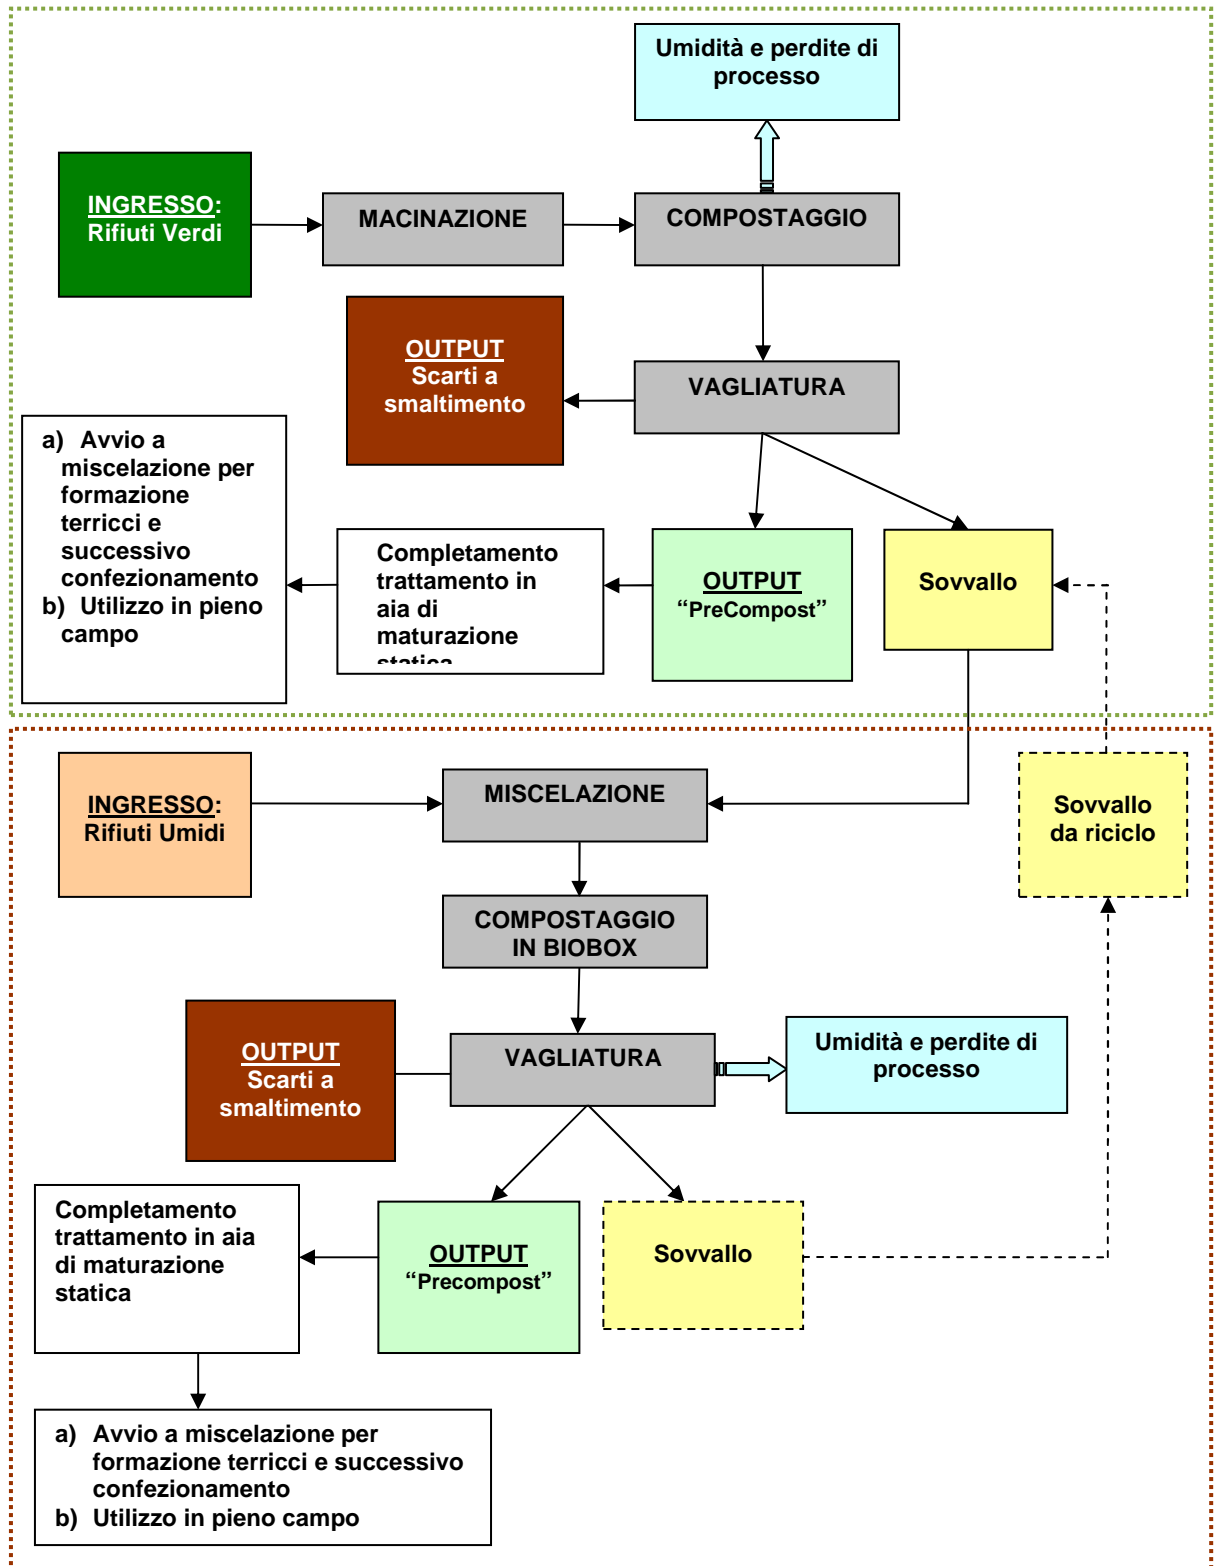 Umidità e perdite di
processo
INGRESSO:
Rifiuti Verdi
MACINAZIONE
COMPOSTAGGIO
OUTPUT
Scarti a
smaltimento
VAGLIATURA
a) Avvio a
miscelazione per
formazione
terricci e
successivo
confezionamento
b) Utilizzo in pieno
campo
Completamento
trattamento in
aia di
maturazione
statica
OUTPUT
“PreCompost”
Sovvallo
INGRESSO:
Rifiuti Umidi
MISCELAZIONE
Sovvallo
da riciclo
COMPOSTAGGIO
IN BIOBOX
OUTPUT
Scarti a
smaltimento
VAGLIATURA
Umidità e perdite di
processo
Completamento
trattamento in aia
di maturazione
statica
OUTPUT
“Precompost”
Sovvallo
a) Avvio a miscelazione per
formazione terricci e successivo
confezionamento
b) Utilizzo in pieno campo